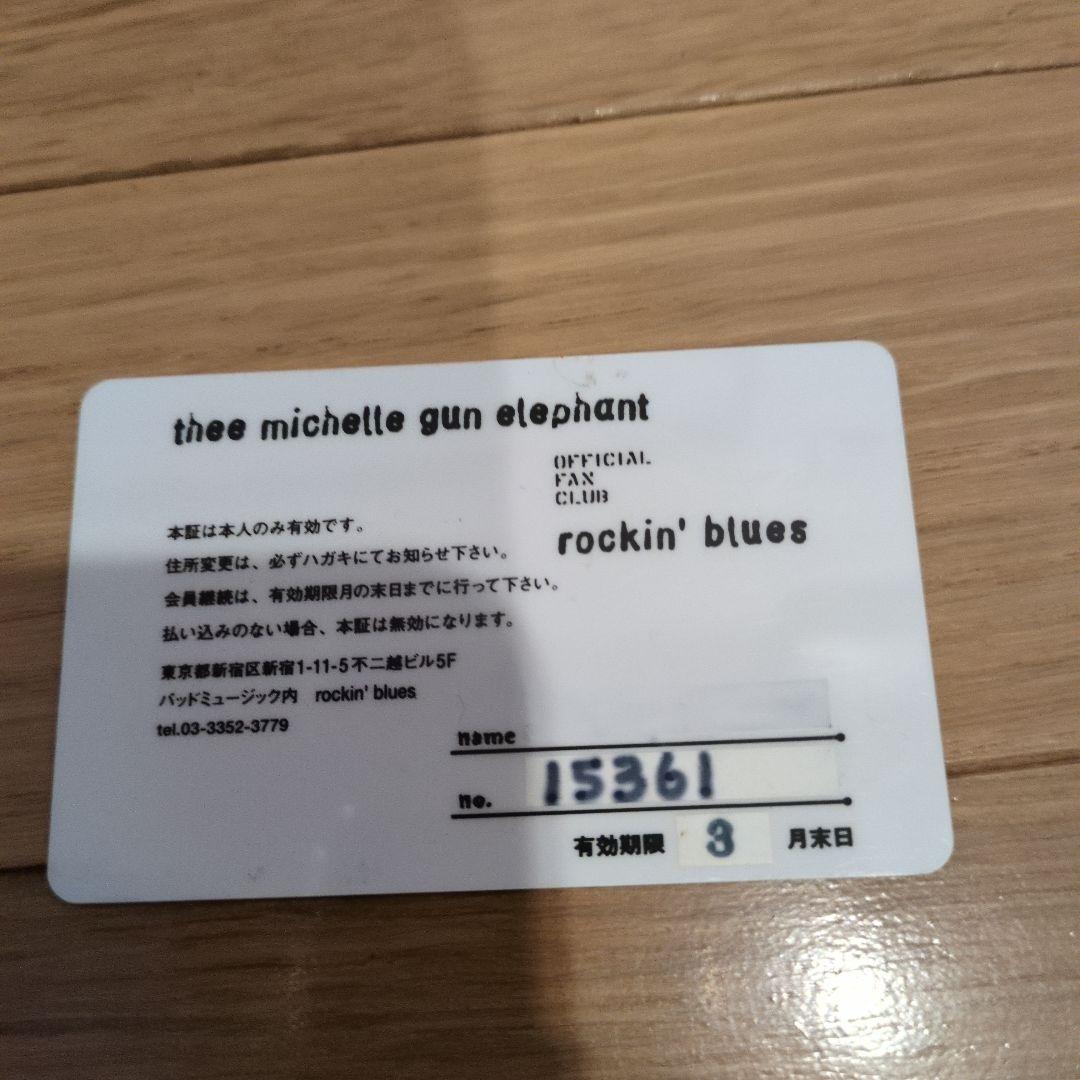 thee michelle gun elephant
OFFICIAL
FAN
CLUB
rockin' blues
本証は本人のみ有効です。
住所変更は、必ずハガキにてお知らせ下さい。
会員継続は、有効期限月の末日までに行って下さい。
払い込みのない場合、本証は無効になります。
東京都新宿区新宿1-11-5不二越ビル5F
バッドミュージック内 rockin' blues
tel.03-3352-3779
name
no. 15361
有効期限 3 月末日